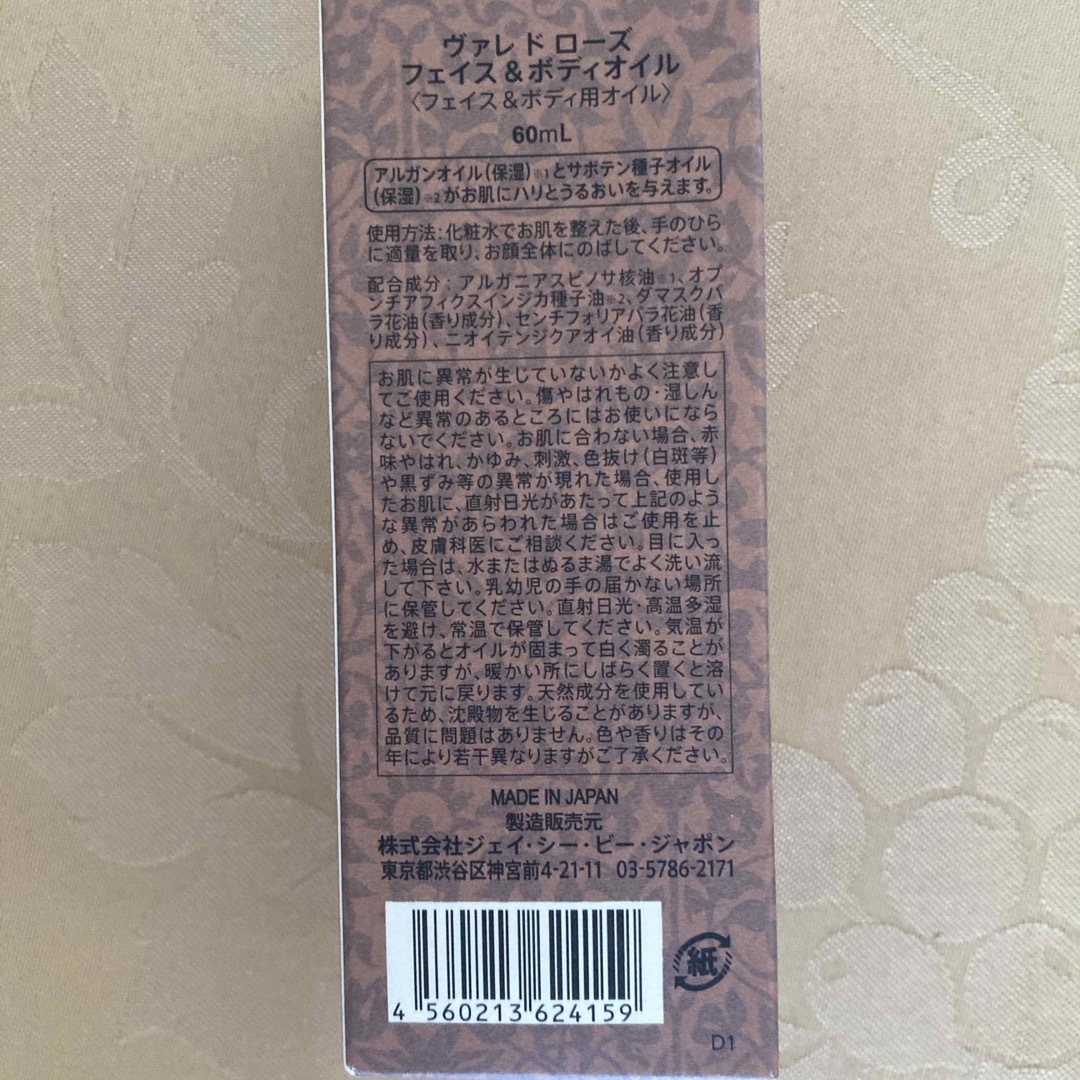 ヴァレ ド ローズ
フェイス＆ボディオイル
〈フェイス＆ボディ用オイル〉
60mL
アルガンオイル（保湿）※1とサボテン種子オイル
（保湿）※2がお肌にハリとうるおいを与えます。
使用方法：化粧水でお肌を整えた後、手のひら
に適量を取り、お顔全体にのばしてください。
配合成分：アルガニアスピノサ核油※1、オプ
ンチアフィクスインジカ種子油※2、ダマスクバ
ラ花油（香り成分）、センチフォリアバラ花油（香
り成分）、ニオイテンジクアオイ油（香り成分）
お肌に異常が生じていないかよく注意し
てご使用ください。傷やはれもの・湿しん
など異常のあるところにはお使いになら
ないでください。お肌に合わない場合、赤
味やはれ、かゆみ、刺激、色抜け（白斑等）
や黒ずみ等の異常が現れた場合、使用し
たお肌に、直射日光があたって上記のよう
な異常があらわれた場合はご使用を止
め、皮膚科医にご相談ください。目に入っ
た場合は、水またはぬるま湯でよく洗い流
して下さい。乳幼児の手の届かない場所
に保管してください。直射日光・高温多湿
を避け、常温で保管してください。気温が
下がるとオイルが固まって白く濁ることが
ありますが、暖かい所にしばらく置くと溶
けて元に戻ります。天然成分を使用してい
るため、沈殿物を生じることがありますが、
品質に問題はありません。色や香りはその
年により若干異なりますがご了承ください。
MADE IN JAPAN
製造販売元
株式会社ジェイ・シー・ビー・ジャポン
東京都渋谷区神宮前4-21-11 03-5786-2171
4 560213 624159
紙
D1